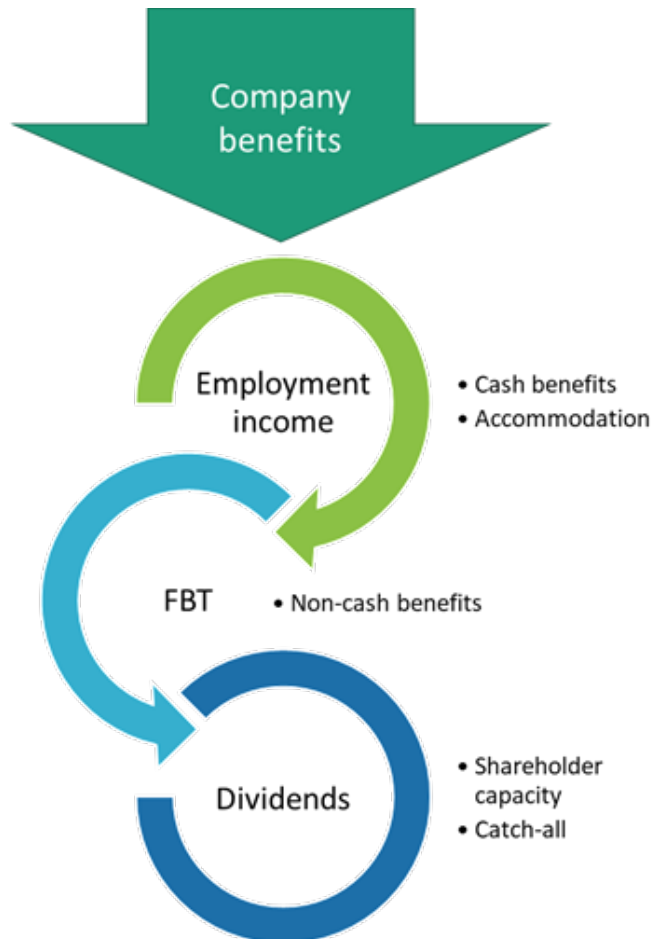 Company
benefits
Employment
income
• Cash benefits
• Accommodation
FBT
• Non-cash benefits
Dividends
• Shareholder
capacity
• Catch-all